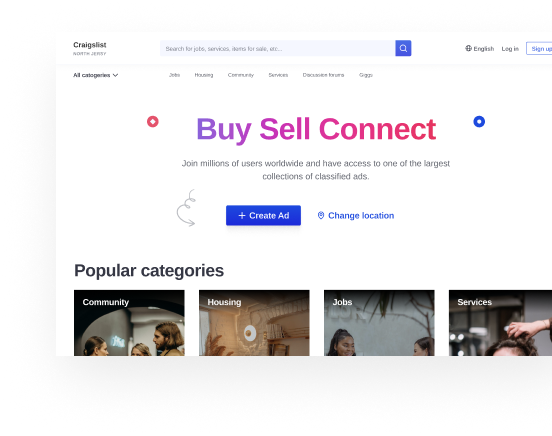 Craigslist
NORTH JERSY
Search for jobs, services, items for sale, etc...
English
Log in
Sign up
All catogeries
Jobs
Housing
Community
Services
Discussion forums
Giggs
Buy Sell Connect
Join millions of users worldwide and have access to one of the largest
collections of classified ads.
Create Ad
Change location
Popular categories
Community
Housing
Jobs
Services